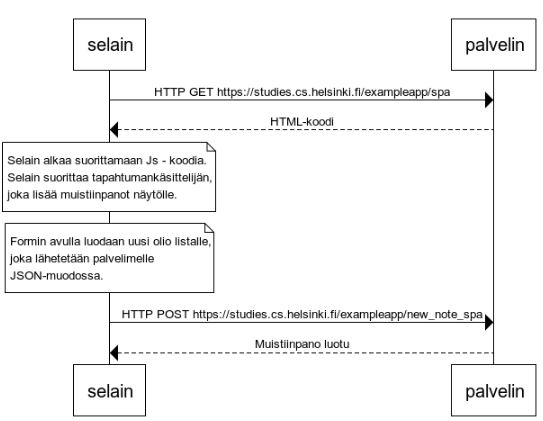 selain
palvelin
HTTP GET https://studies.cs.helsinki.fi/exampleapp/spa
HTML-koodi
Selain alkaa suorittamaan Js - koodia.
Selain suorittaa tapahtumankäsittelijän,
joka lisää muistiinpanot näytölle.
Formin avulla luodaan uusi olio listalle,
joka lähetetään palvelimelle
JSON-muodossa.
HTTP POST https://studies.cs.helsinki.fi/exampleapp/new_note_spa
Muistiinpano luotu
selain
palvelin